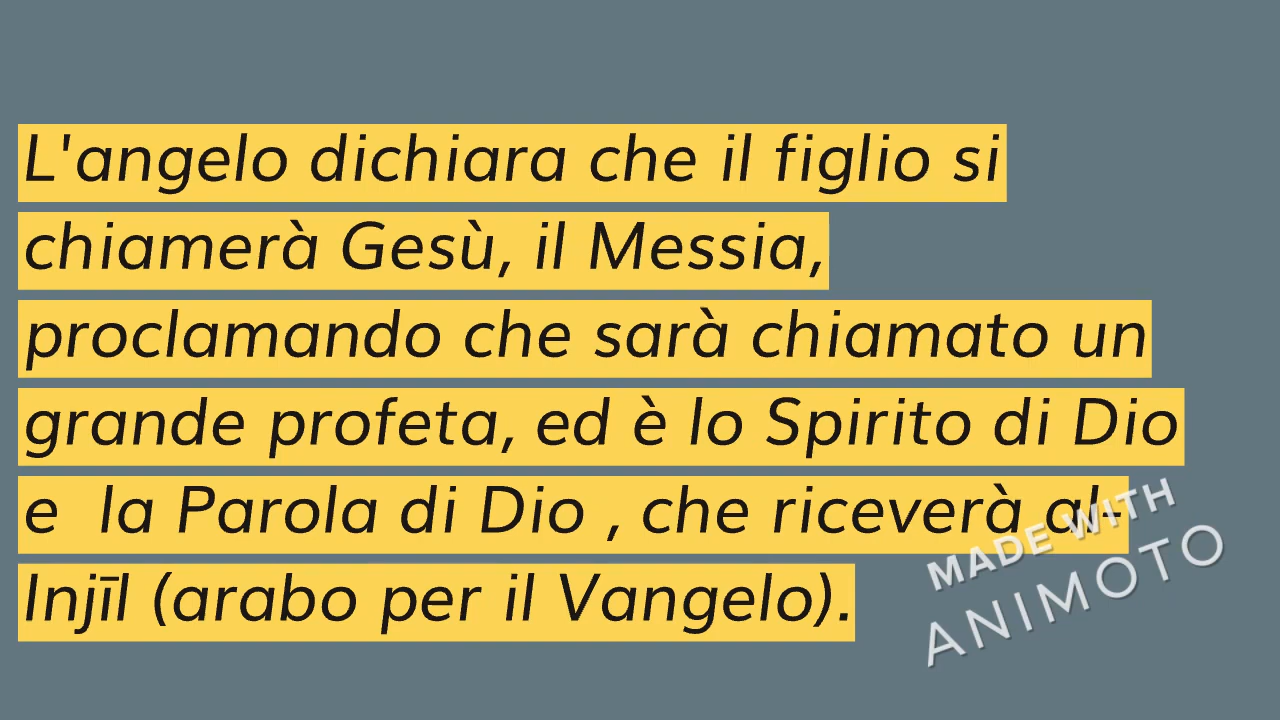 L'angelo dichiara che il figlio si
chiamerà Gesù, il Messia,
proclamando che sarà chiamato un
grande profeta, ed è lo Spirito di Dio
e  la Parola di Dio , che riceverà al-
Injīl (arabo per il Vangelo).
MADE WITH
ANIMOTO